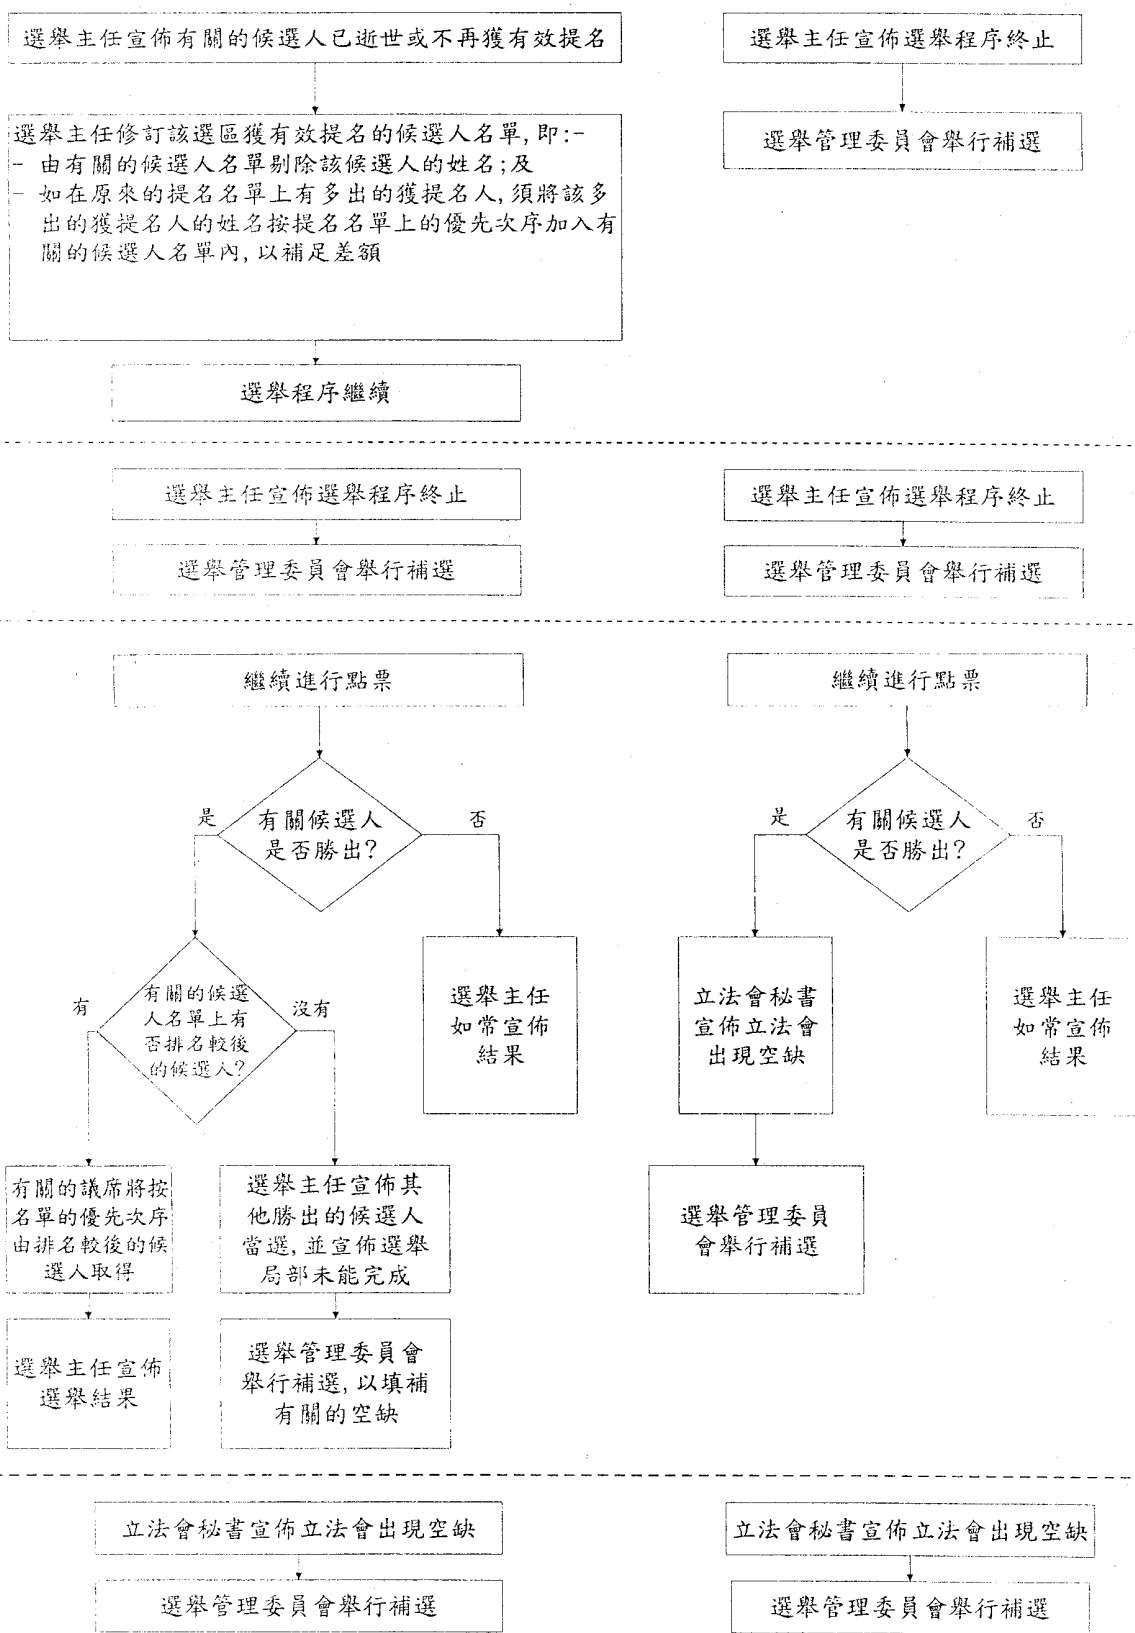 選舉主任宣佈有關的候選人已逝世或不再獲有效提名
選舉主任宣佈選舉程序終止
選舉主任修訂該選區獲有效提名的候選人名單,即:-
- 由有關的候選人名單剔除該候選人的姓名;及
- 如在原來的提名名單上有多出的獲提名人,須將該多
出的獲提名人的姓名按提名名單上的優先次序加入有
關的候選人名單內,以補足差額
選舉管理委員會舉行補選
選舉程序繼續
選舉主任宣佈選舉程序終止
選舉管理委員會舉行補選
選舉主任宣佈選舉程序終止
選舉管理委員會舉行補選
繼續進行點票
有關候選人
是否勝出?
是
否
有關的候選
人名單上有
否排名較後
的候選人?
有
沒有
選舉主任
如常宣佈
結果
有關的議席將按
名單的優先次序
由排名較後的候
選人取得
選舉主任宣佈其
他勝出的候選人
當選,並宣佈選舉
局部未能完成
選舉主任宣佈
選舉結果
選舉管理委員會
舉行補選,以填補
有關的空缺
繼續進行點票
有關候選人
是否勝出?
是
否
立法會秘書
宣佈立法會
出現空缺
選舉主任
如常宣佈
結果
選舉管理委員
會舉行補選
立法會秘書宣佈立法會出現空缺
選舉管理委員會舉行補選
立法會秘書宣佈立法會出現空缺
選舉管理委員會舉行補選